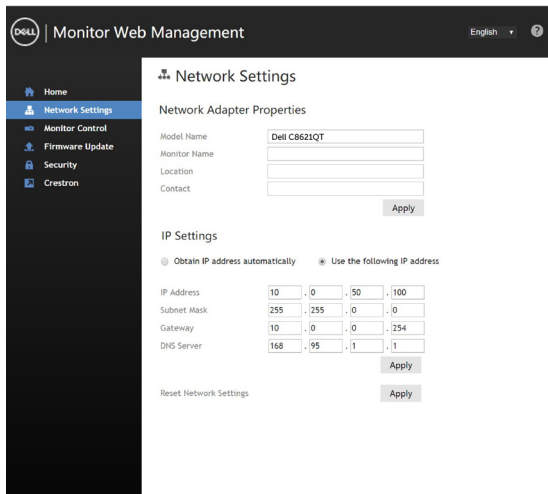 DELL | Monitor Web Management
English
?
Home
Network Settings
Monitor Control
Firmware Update
Security
Crestron
Network Settings
Network Adapter Properties
Model Name Dell C8621QT
Monitor Name
Location
Contact
Apply
IP Settings
Obtain IP address automatically Use the following IP address
IP Address 10 . 0 . 50 . 100
Subnet Mask 255 . 255 . 0 . 0
Gateway 10 . 0 . 0 . 254
DNS Server 168 . 95 . 1 . 1
Apply
Reset Network Settings Apply